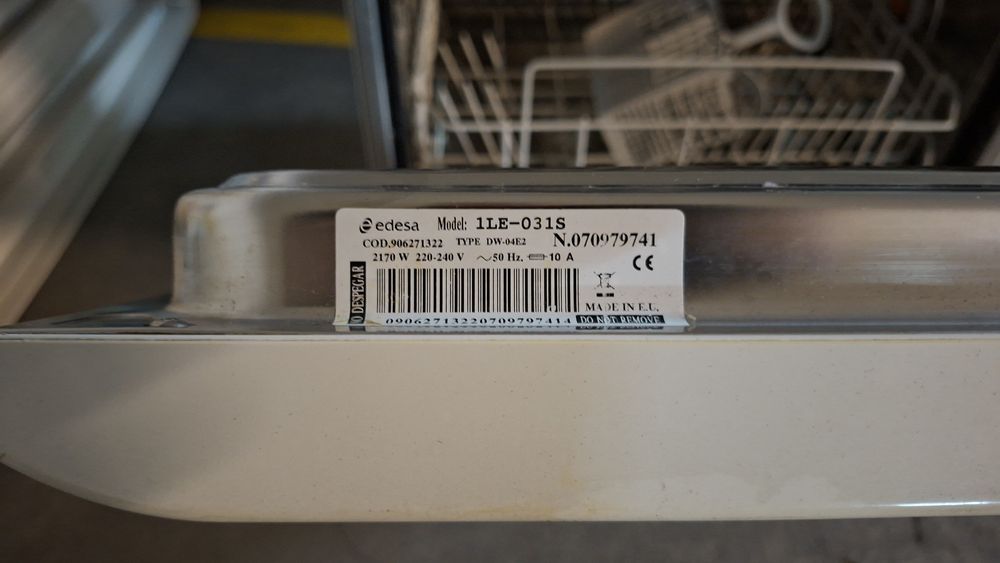 edesa Model: 1LE-031S
COD.906271322 TYPE DW-04E2 N.070979741
2170 W 220-240 V ~50 Hz. 10 A
CE
NO DESPEGAR
MADE IN E.U.
09062713220709797414 DO NOT REMOVE